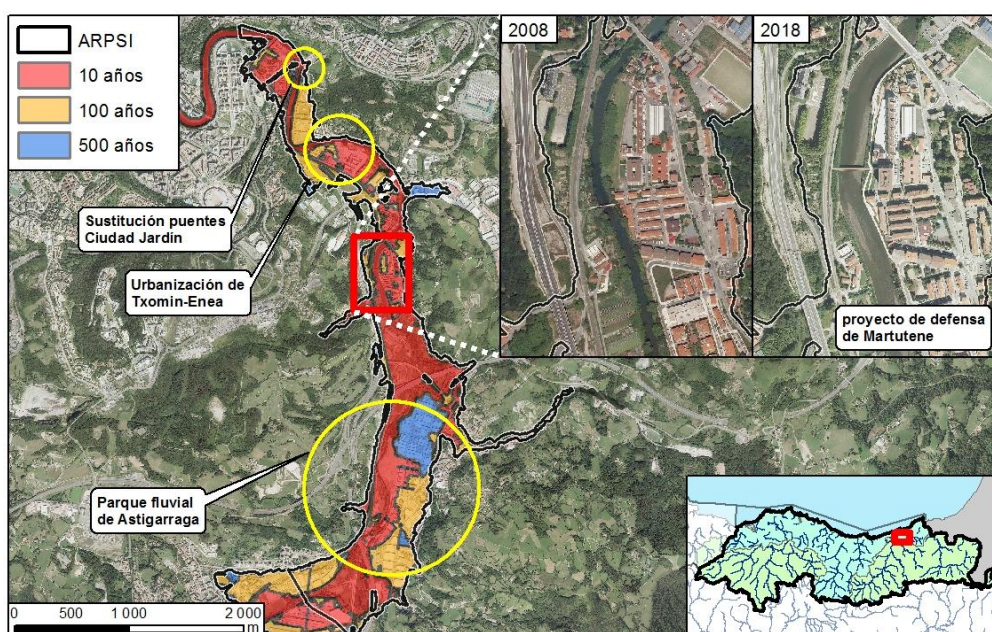 ARPSI
10 años
100 años
500 años
Sustitución puentes
Ciudad Jardín
Urbanización de
Txomin-Enea
Parque fluvial
de Astigarraga
2008
2018
proyecto de defensa
de Martutene
0 500 1 000 2 000
m